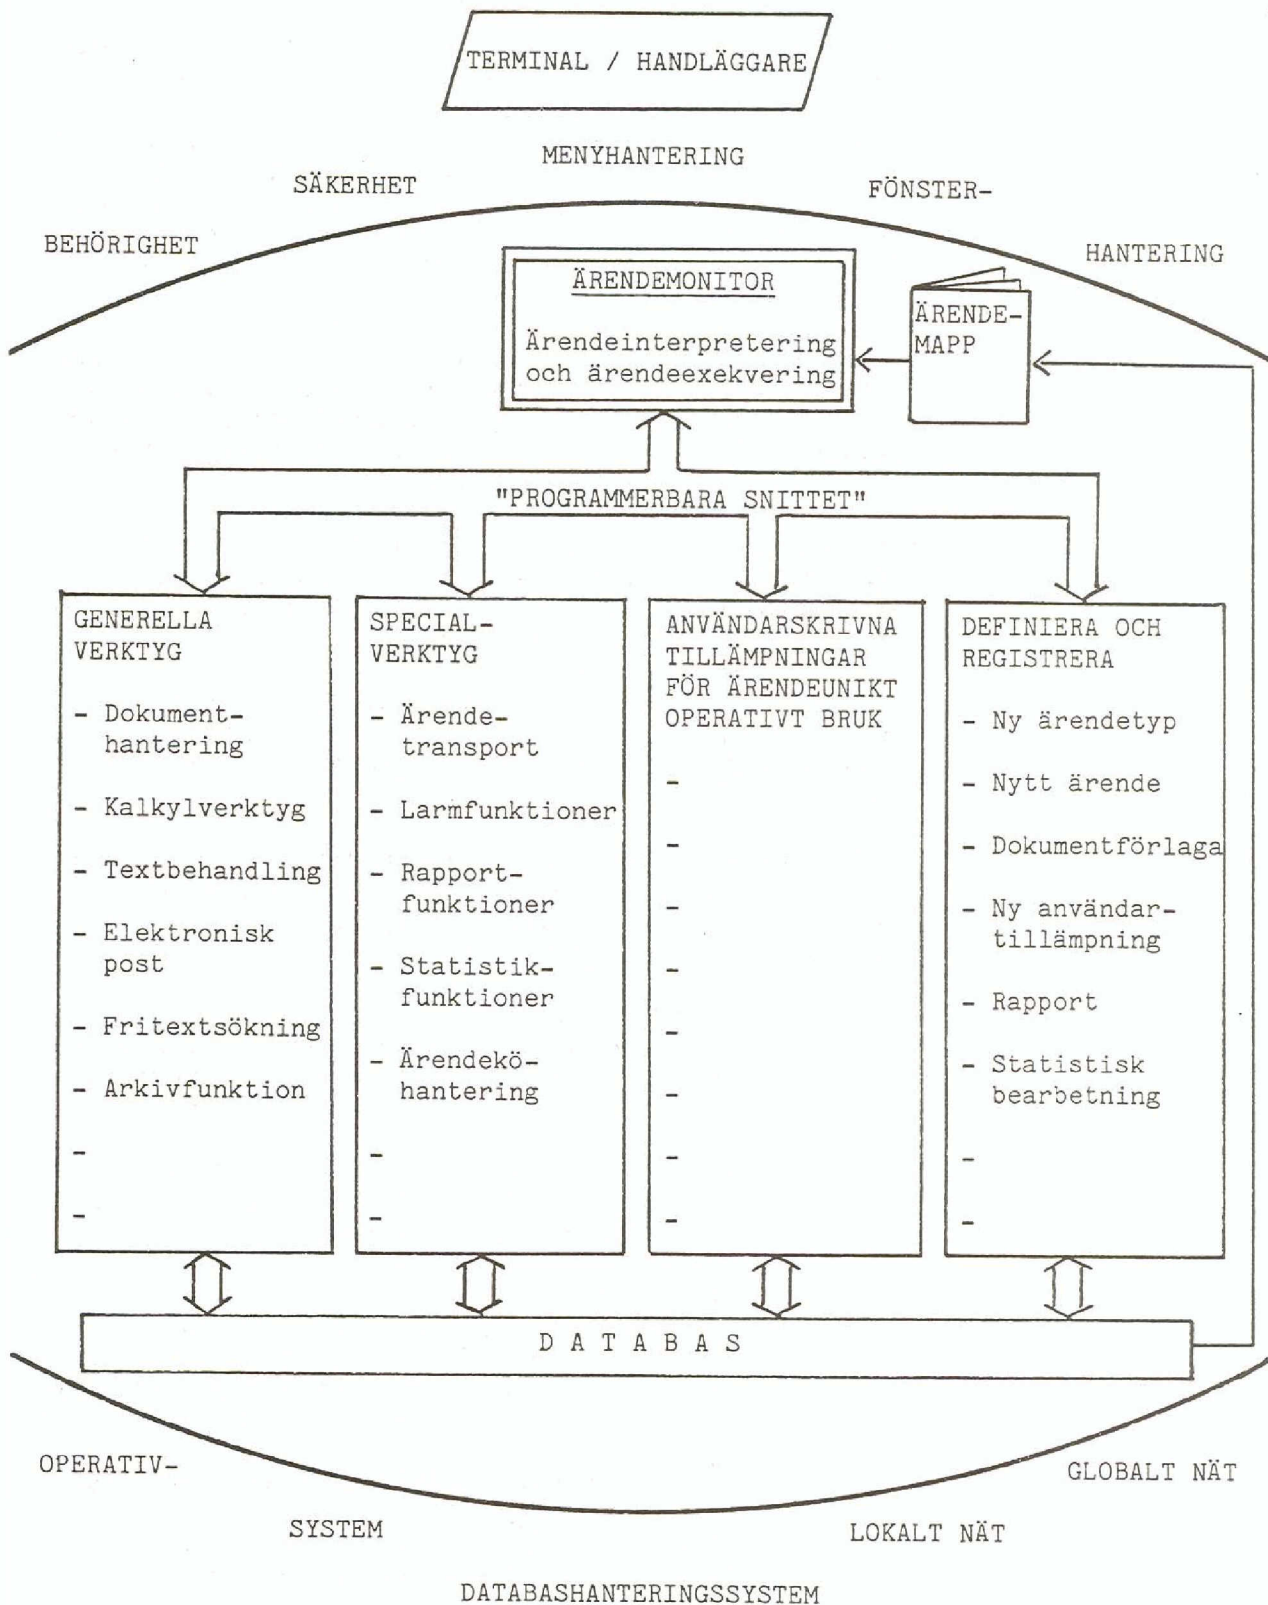 TERMINAL / HANDLÄGGARE
MENYHANTERING
SÄKERHET
FÖNSTER-
BEHÖRIGHET
HANTERING
ÄRENDEMONITOR
Ärendeinterpretering
och ärendeexekvering
ÄRENDE-
MAPP
"PROGRAMMERBARA SNITTET"
GENERELLA
VERKTYG
- Dokument-
hantering
- Kalkylverktyg
- Textbehandling
- Elektronisk
post
- Fritextsökning
- Arkivfunktion
-
-
SPECIAL-
VERKTYG
- Ärende-
transport
- Larmfunktioner
- Rapport-
funktioner
- Statistik-
funktioner
- Ärendekö-
hantering
-
-
ANVÄNDARSKRIVNA
TILLÄMPNINGAR
FÖR ÄRENDEUNIKT
OPERATIVT BRUK
-
-
-
-
-
-
-
-
DEFINIERA OCH
REGISTRERA
- Ny ärendetyp
- Nytt ärende
- Dokumentförlaga
- Ny användar-
tillämpning
- Rapport
- Statistisk
bearbetning
-
-
D A T A B A S
OPERATIV-
GLOBALT NÄT
SYSTEM
LOKALT NÄT
DATABASHANTERINGSSYSTEM